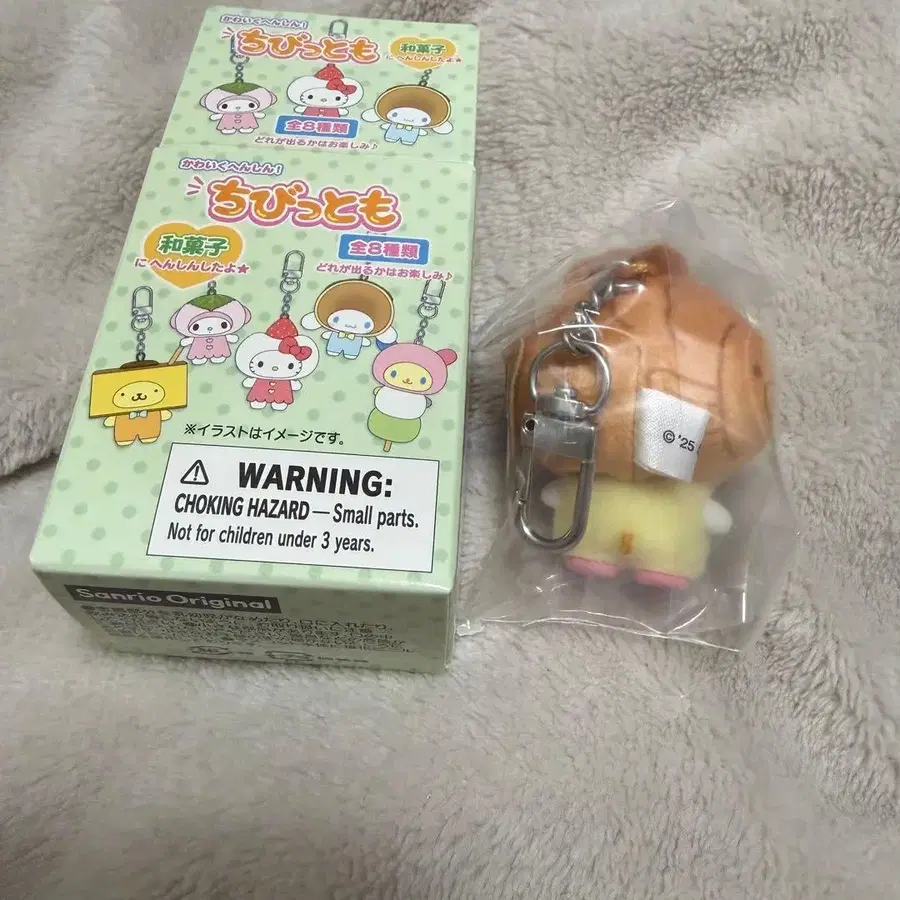 かわいくへんしん!
ちびっとも
和菓子
に へんしんしたよ★
全8種類
どれが出るかはお楽しみ♪
かわいくへんしん!
ちびっとも
和菓子
に へんしんしたよ★
全8種類
どれが出るかはお楽しみ♪
※イラストはイメージです。
WARNING:
CHOKING HAZARD — Small parts.
Not for children under 3 years.
Sanrio Original
© '25